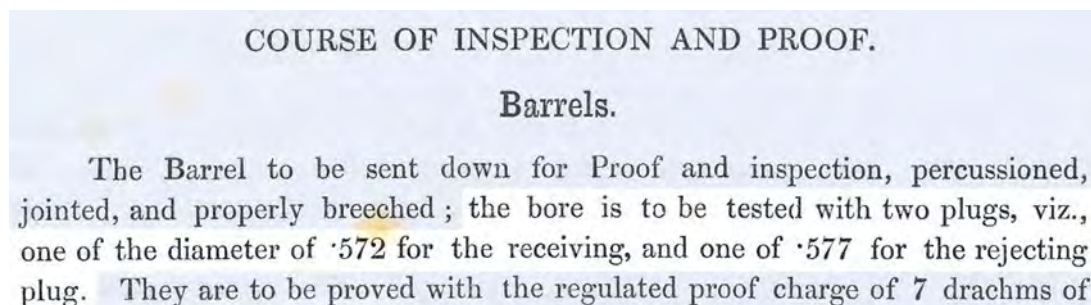 COURSE OF INSPECTION AND PROOF.
Barrels.
The Barrel to be sent down for Proof and inspection, percussioned,
jointed, and properly breeched ; the bore is to be tested with two plugs, viz.,
one of the diameter of ·572 for the receiving, and one of ·577 for the rejecting
plug. They are to be proved with the regulated proof charge of 7 drachms of